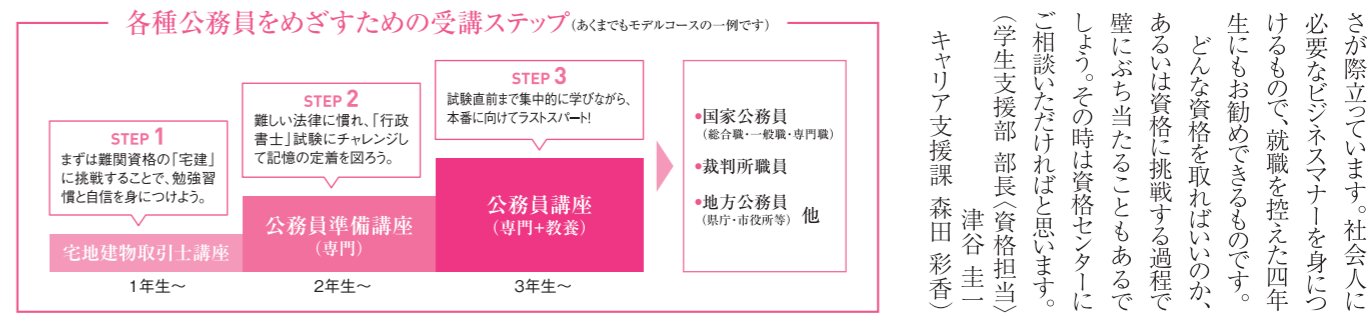 各種公務員をめざすための受講ステップ(あくまでもモデルコースの一例です)
STEP 1
まずは難関資格の「宅建」
に挑戦することで、勉強習
慣と自信を身につけよう。
宅地建物取引士講座
1年生〜
STEP 2
難しい法律に慣れ、「行政
書士」試験にチャレンジし
て記憶の定着を図ろう。
公務員準備講座
(専門)
2年生〜
STEP 3
試験直前まで集中的に学びながら、
本番に向けてラストスパート!
公務員講座
(専門+教養)
3年生〜
•国家公務員
(総合職・一般職・専門職)
•裁判所職員
•地方公務員
(県庁・市役所等) 他
さが際立っています。社会人に
必要なビジネスマナーを身につ
けるもので、就職を控えた四年
生にもお勧めできるものです。
どんな資格を取ればいいのか、
あるいは資格に挑戦する過程で
壁にぶち当たることもあるで
しょう。その時は資格センターに
ご相談いただければと思います。
(学生支援部 部長〈資格担当〉
津谷 圭一
キャリア支援課 森田 彩香)